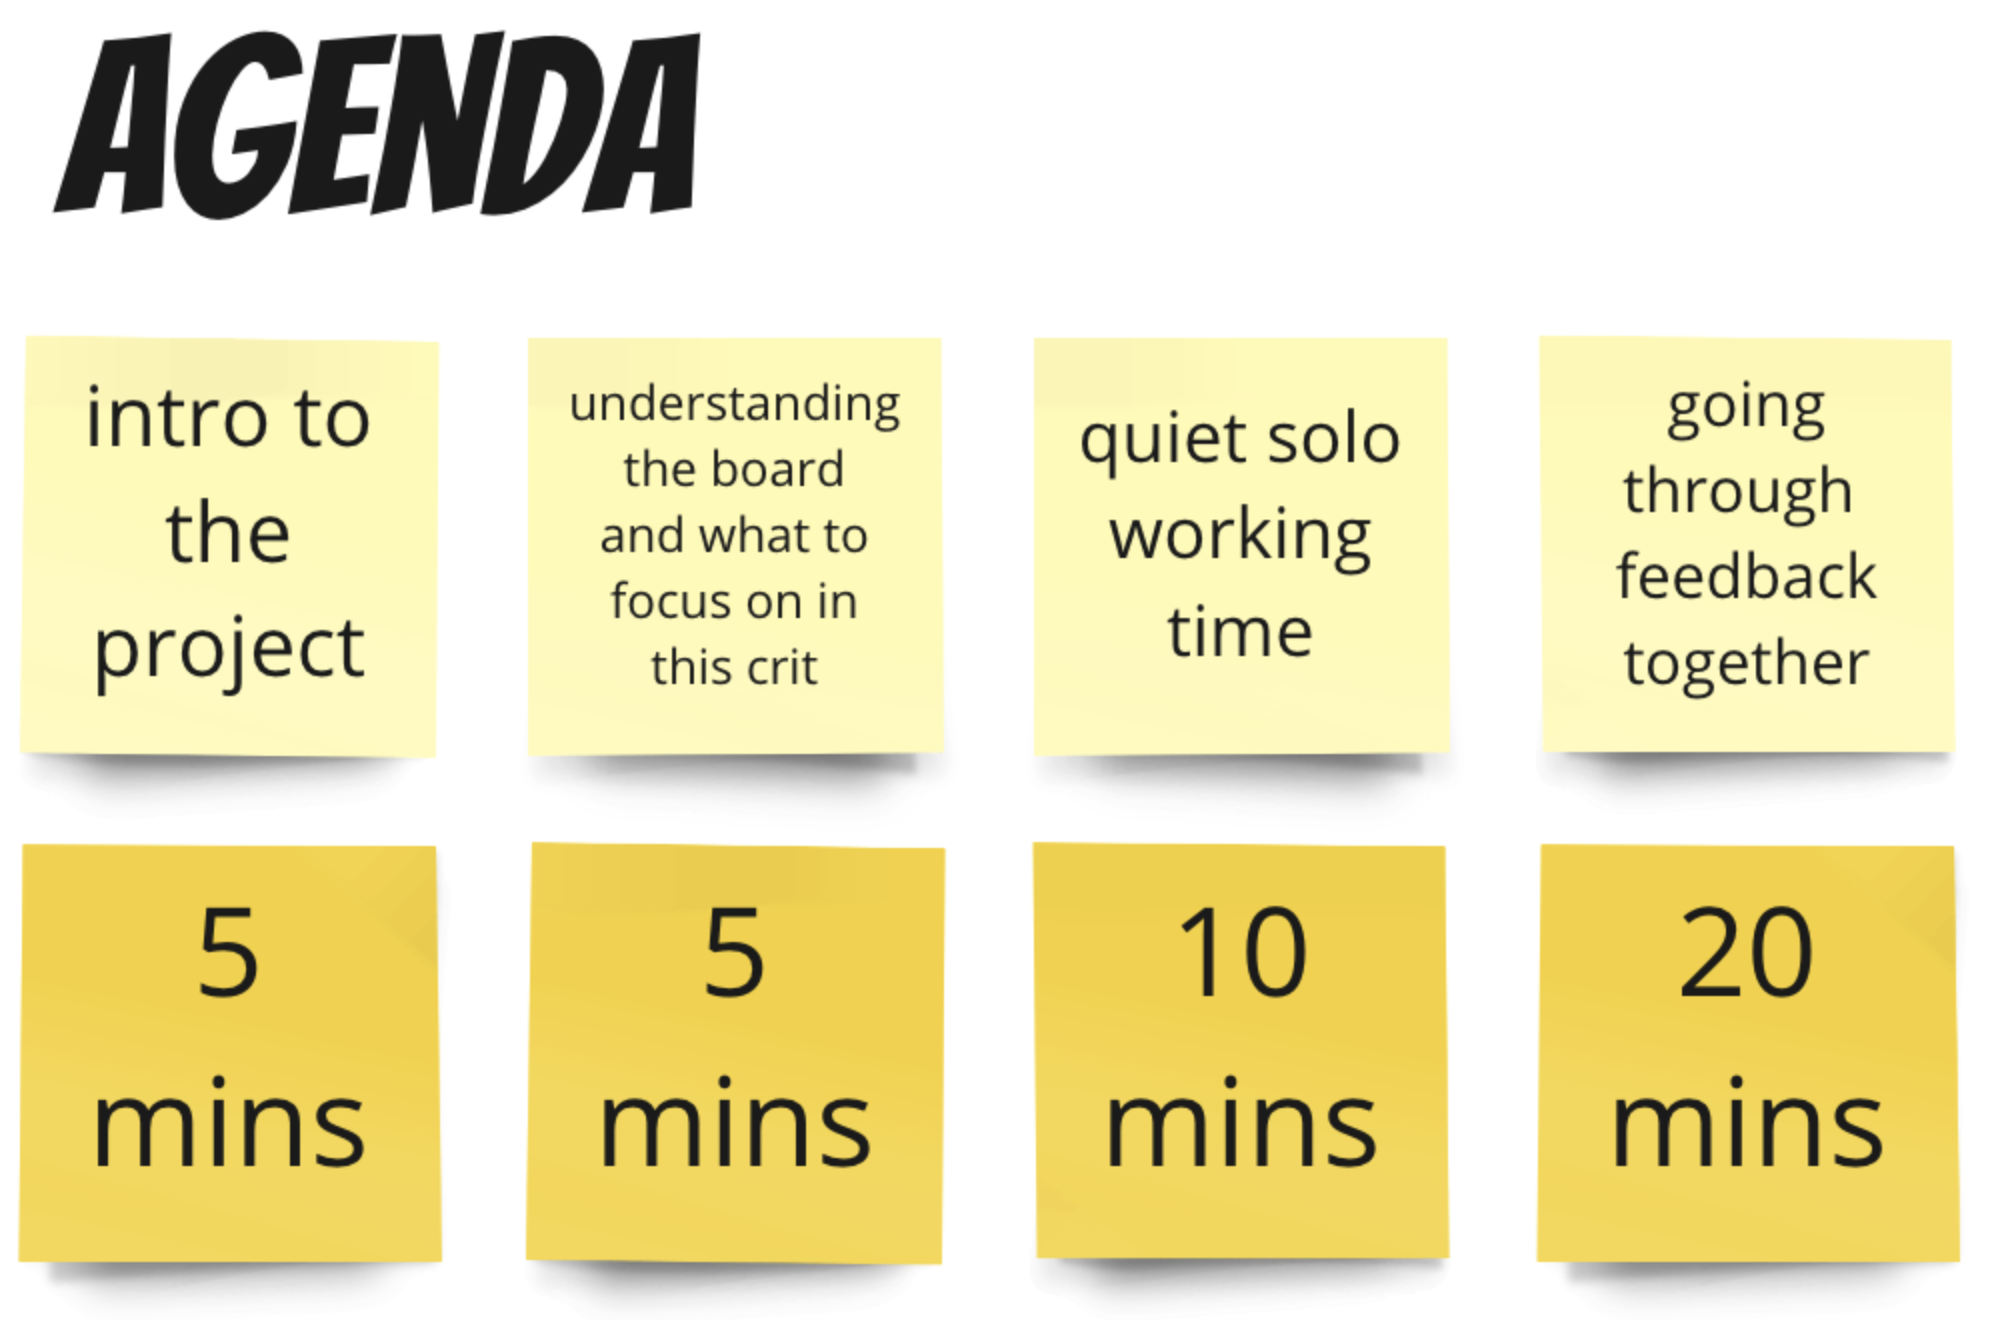 AGENDA
intro to
the
project
understanding
the board
and what to
focus on in
this crit
quiet solo
working
time
going
through
feedback
together
5
mins
5
mins
10
mins
20
mins